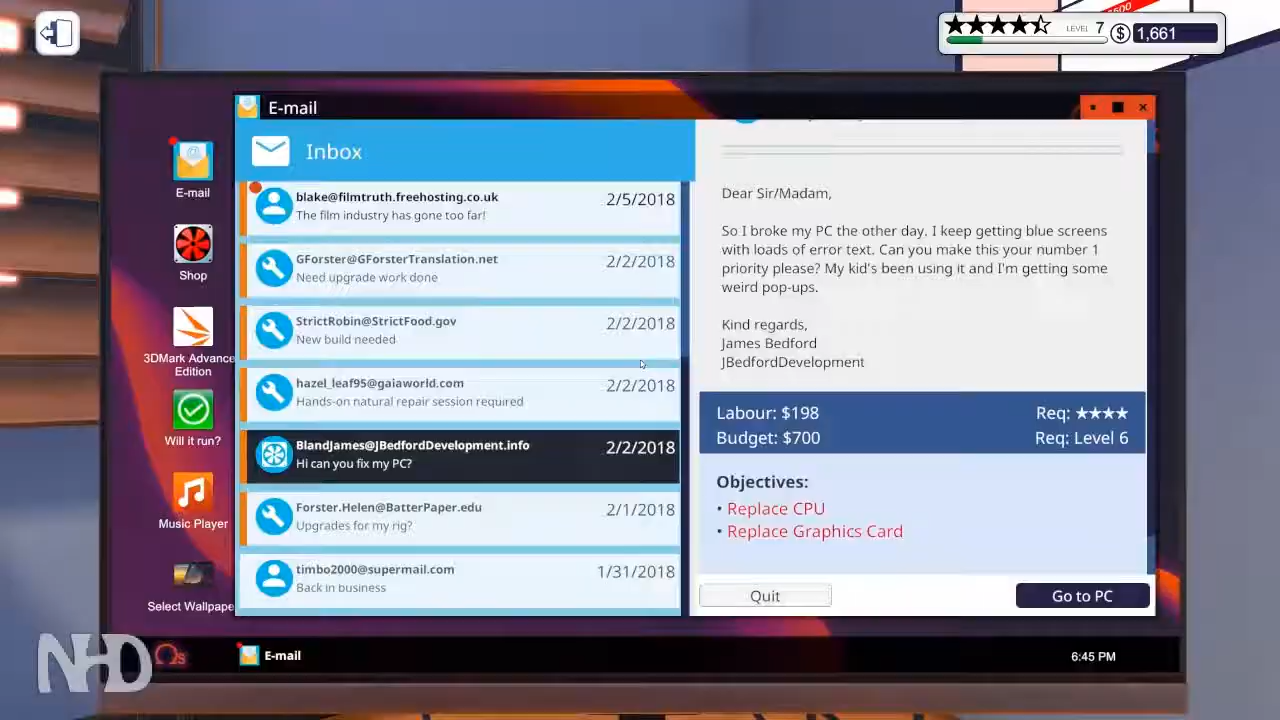 $500
LEVEL 7
$ 1,661
E-mail
Inbox
blake@filmtruth.freehosting.co.uk 2/5/2018
The film industry has gone too far!
GForster@GForsterTranslation.net 2/2/2018
Need upgrade work done
StrictRobin@StrictFood.gov 2/2/2018
New build needed
hazel_leaf95@gaiaworld.com 2/2/2018
Hands-on natural repair session required
BlandJames@JBedfordDevelopment.info 2/2/2018
Hi can you fix my PC?
Forster.Helen@BatterPaper.edu 2/1/2018
Upgrades for my rig?
timbo2000@supermail.com 1/31/2018
Back in business
Dear Sir/Madam,
So I broke my PC the other day. I keep getting blue screens
with loads of error text. Can you make this your number 1
priority please? My kid's been using it and I'm getting some
weird pop-ups.
Kind regards,
James Bedford
JBedfordDevelopment
Labour: $198 Req: ★★★★
Budget: $700 Req: Level 6
Objectives:
• Replace CPU
• Replace Graphics Card
Quit
Go to PC
E-mail
Shop
3DMark Advance
Edition
Will it run?
Music Player
Select Wallpape
NHD
Ωs
E-mail
6:45 PM